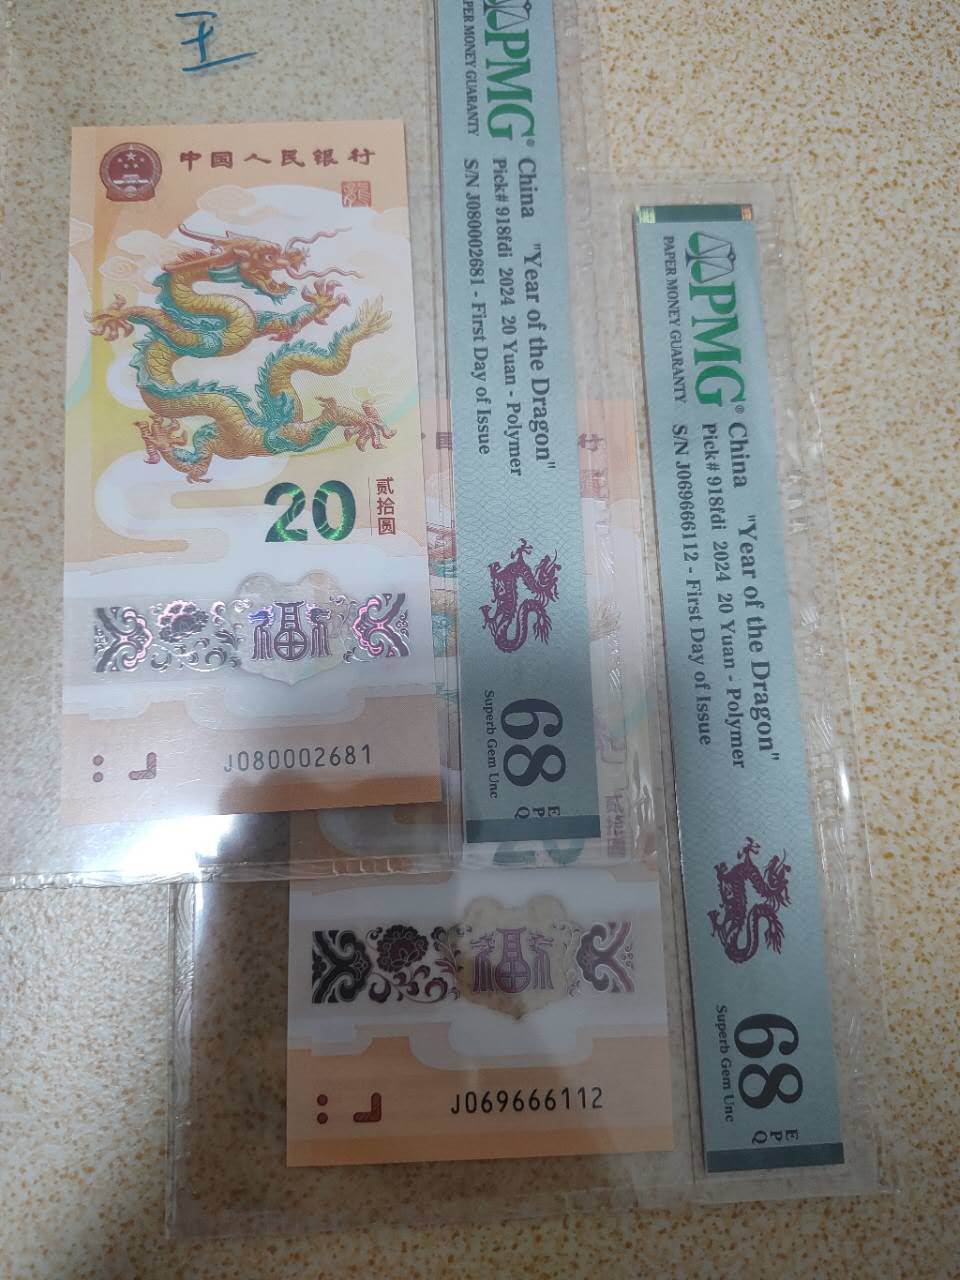 王
中国人民银行
20
贰拾圆
福
J080002681
PMG®
PAPER MONEY GUARANTY
China "Year of the Dragon"
Pick# 918fdi 2024 20 Yuan - Polymer
S/N J080002681 - First Day of Issue
68
EPQ
Superb Gem Unc
福
J069666112
PMG®
PAPER MONEY GUARANTY
China "Year of the Dragon"
Pick# 918fdi 2024 20 Yuan - Polymer
S/N J069666112 - First Day of Issue
68
EPQ
Superb Gem Unc